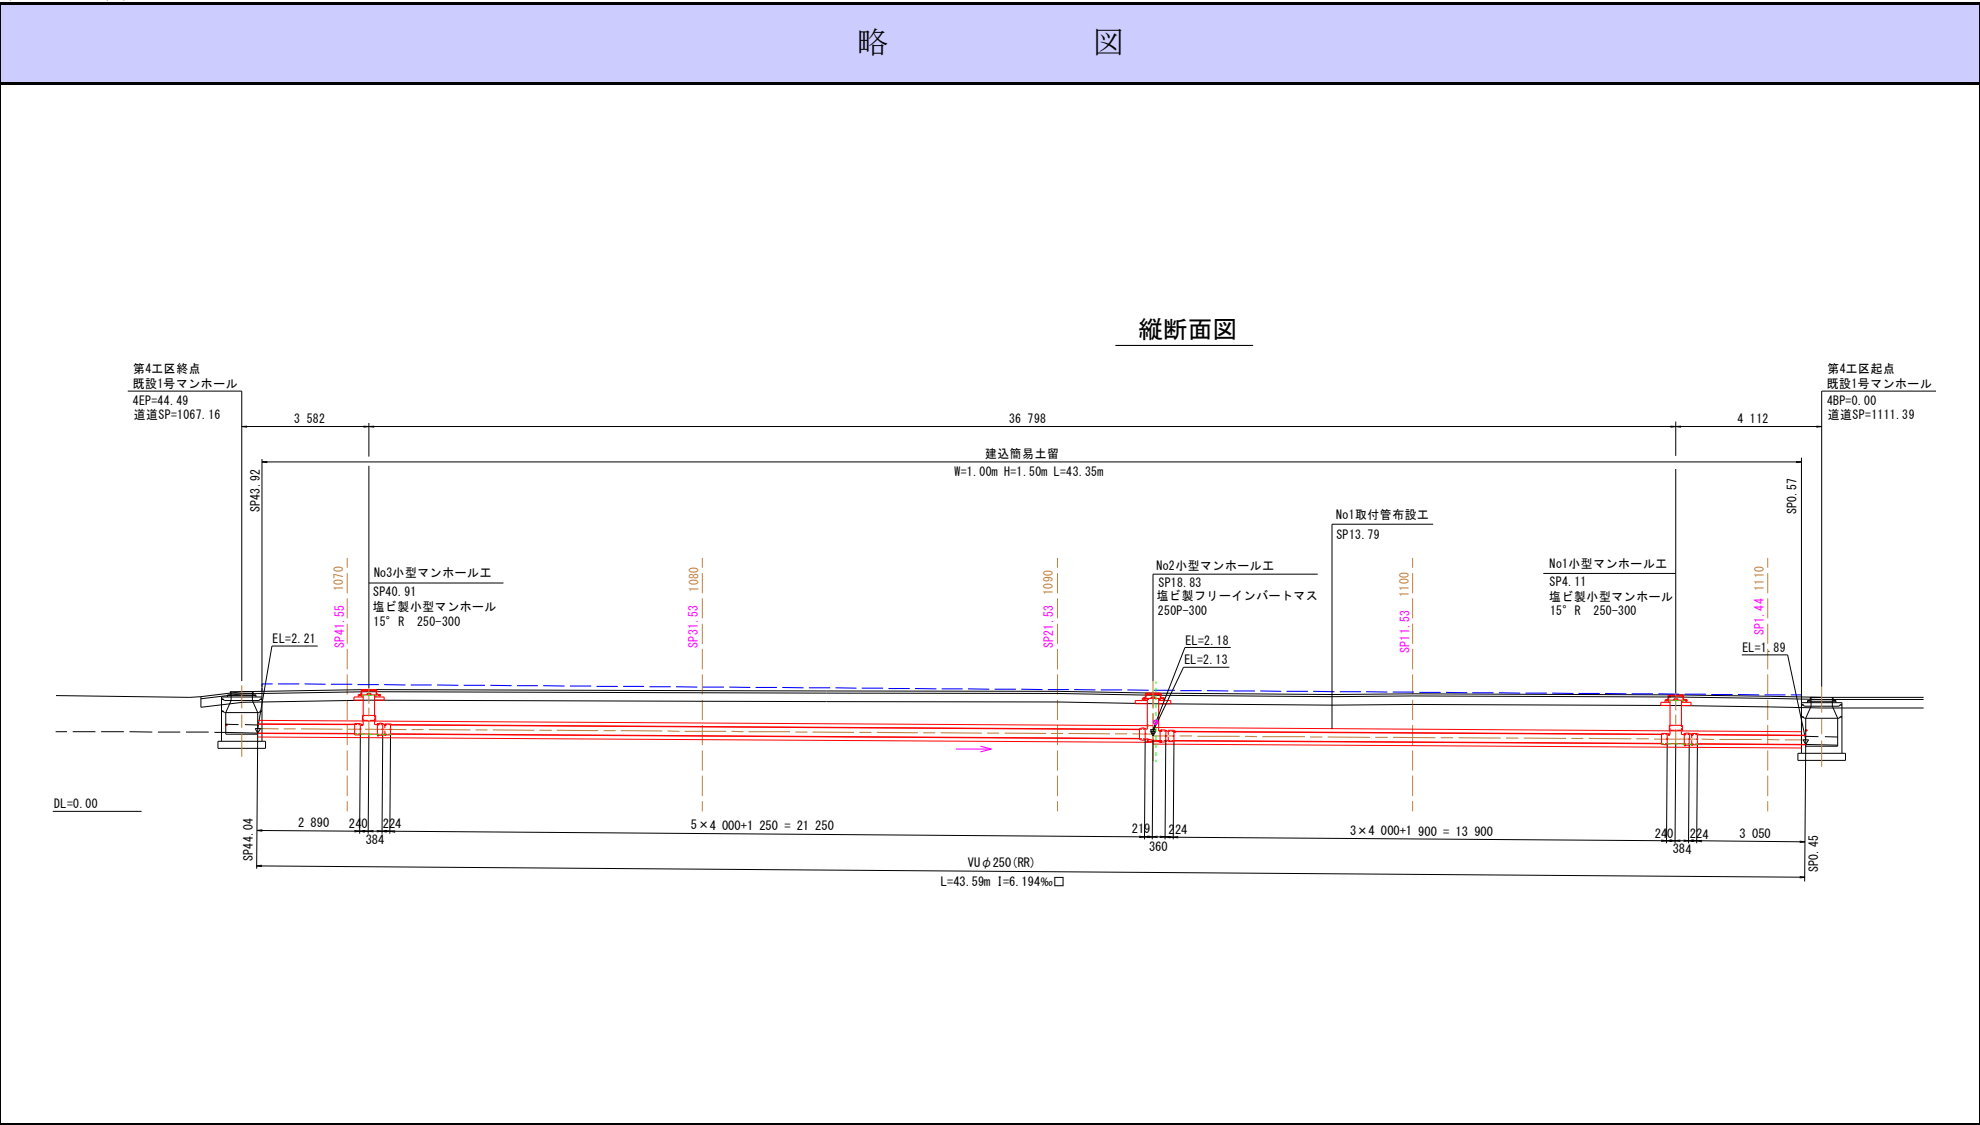 略 図
縦断面図
第4工区終点
既設1号マンホール
4EP=44.49
道道SP=1067.16
第4工区起点
既設1号マンホール
4BP=0.00
道道SP=1111.39
3 582
36 798
4 112
建込簡易土留
W=1.00m H=1.50m L=43.35m
SP43.92
SP0.57
No1取付管布設工
SP13.79
SP41.55 1070
No3小型マンホール工
SP40.91
塩ビ製小型マンホール
15° R 250-300
SP31.53 1080
SP21.53 1090
No2小型マンホール工
SP18.83
塩ビ製フリーインバートマス
250P-300
SP11.53 1100
No1小型マンホール工
SP4.11
塩ビ製小型マンホール
15° R 250-300
SP1.44 1110
EL=2.21
EL=2.18
EL=2.13
EL=1.89
DL=0.00
SP44.04
2 890
240
384
224
5×4 000+1 250 = 21 250
219
360
224
3×4 000+1 900 = 13 900
240
384
224
3 050
SP0.45
VUφ250(RR)
L=43.59m I=6.194‰□